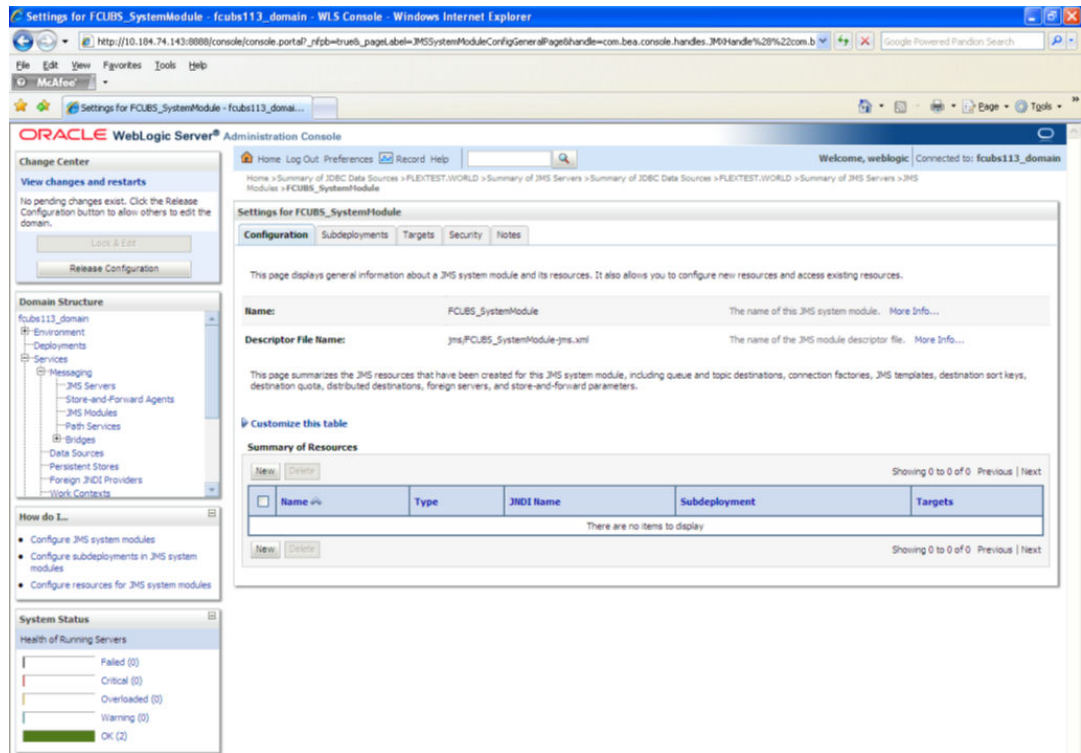 Settings for FCUBS_SystemModule - fcubs113_domain - WLS Console - Windows Internet Explorer
http://10.184.74.143:8888/console/console.portal?_nfpb=true&_pageLabel=JMSSystemModuleConfigGeneralPage&handle=com.bea.console.handles.JMXHandle%28%22com.b
Google Powered Pandion Search
File Edit View Favorites Tools Help
McAfee
Settings for FCUBS_SystemModule - fcubs113_domai...
Page Tools
ORACLE WebLogic Server® Administration Console
Change Center
View changes and restarts
No pending changes exist. Click the Release
Configuration button to allow others to edit the
domain.
Lock & Edit
Release Configuration
Domain Structure
fcubs113_domain
Environment
Deployments
Services
Messaging
JMS Servers
Store-and-Forward Agents
JMS Modules
Path Services
Bridges
Data Sources
Persistent Stores
Foreign JNDI Providers
Work Contexts
How do I...
Configure JMS system modules
Configure subdeployments in JMS system
modules
Configure resources for JMS system modules
System Status
Health of Running Servers
Failed (0)
Critical (0)
Overloaded (0)
Warning (0)
OK (2)
Home Log Out Preferences Record Help
Welcome, weblogic Connected to: fcubs113_domain
Home >Summary of JDBC Data Sources >FLEXTEST.WORLD >Summary of JMS Servers >Summary of JDBC Data Sources >FLEXTEST.WORLD >Summary of JMS Servers >JMS
Modules >FCUBS_SystemModule
Settings for FCUBS_SystemModule
Configuration Subdeployments Targets Security Notes
This page displays general information about a JMS system module and its resources. It also allows you to configure new resources and access existing resources.
Name: FCUBS_SystemModule The name of this JMS system module. More Info...
Descriptor File Name: jms/FCUBS_SystemModule-jms.xml The name of the JMS module descriptor file. More Info...
This page summarizes the JMS resources that have been created for this JMS system module, including queue and topic destinations, connection factories, JMS templates, destination sort keys,
destination quota, distributed destinations, foreign servers, and store-and-forward parameters.
Customize this table
Summary of Resources
New Delete Showing 0 to 0 of 0 Previous | Next
Name Type JNDI Name Subdeployment Targets
There are no items to display
New Delete Showing 0 to 0 of 0 Previous | Next